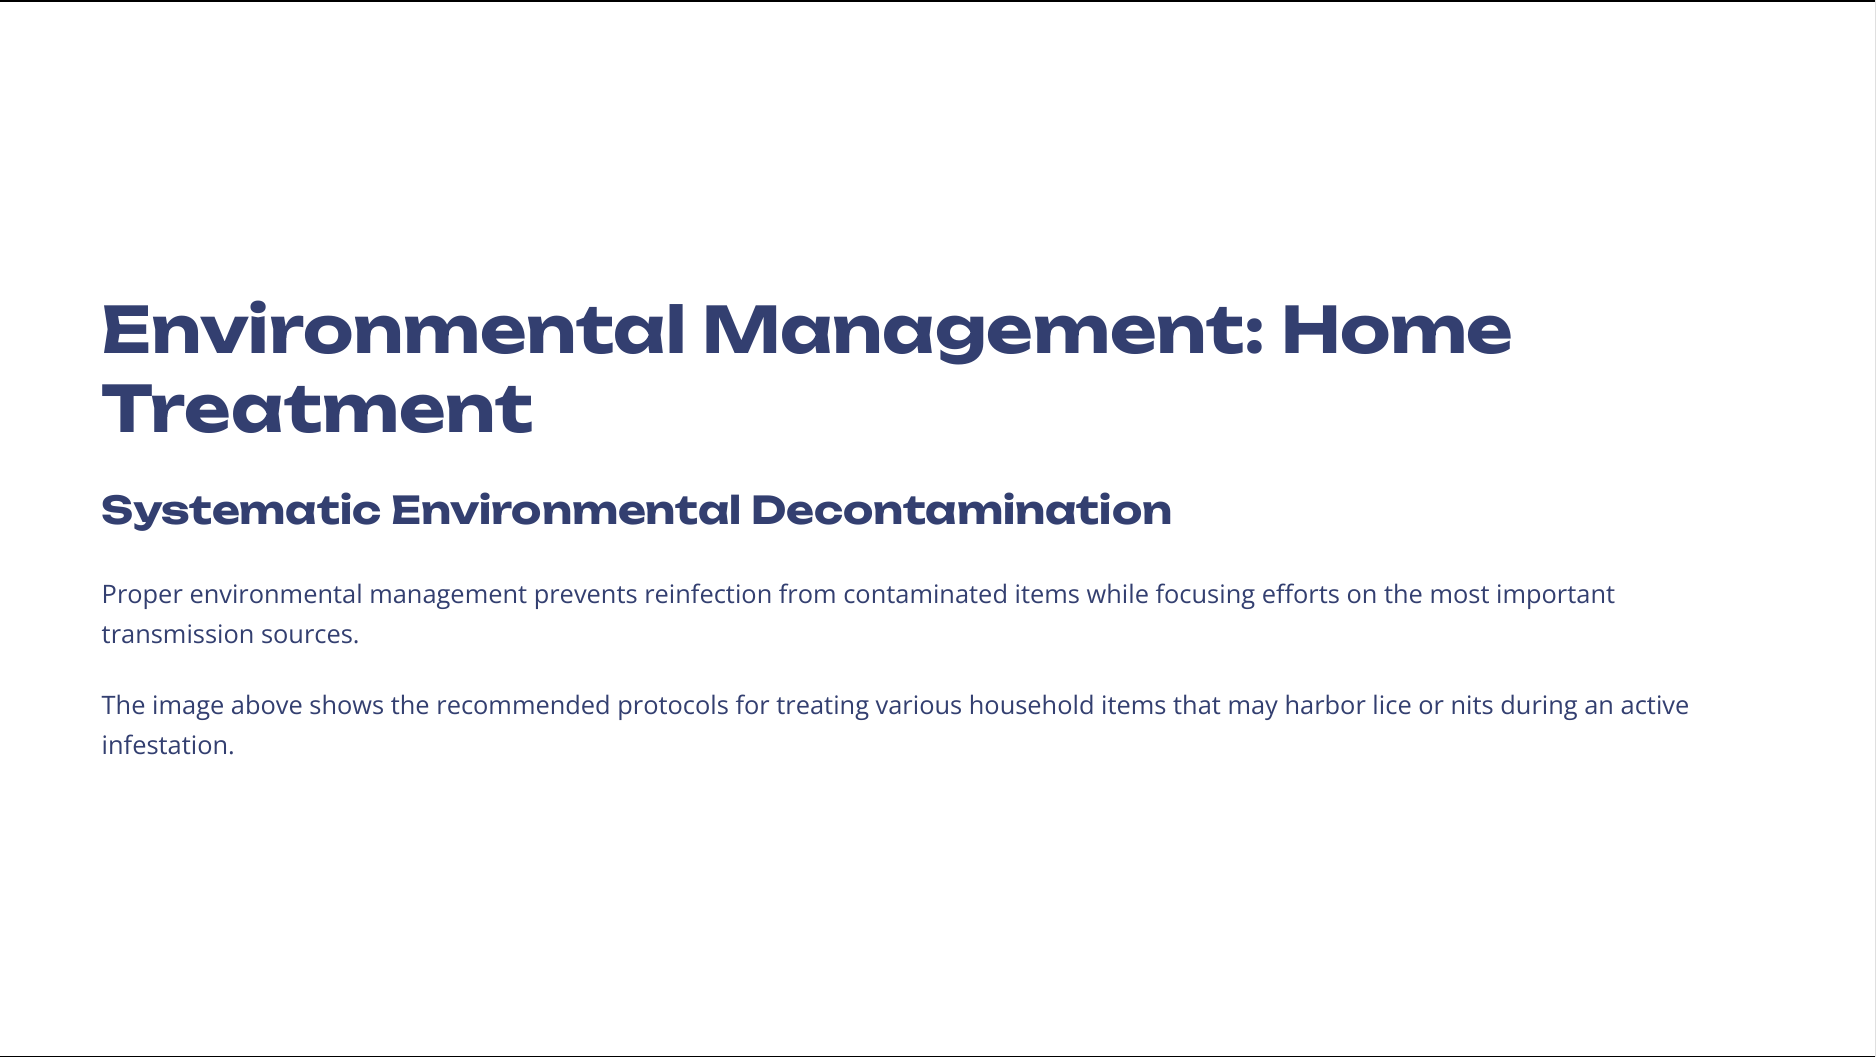 Environmental Management: Home
Treatment
Systematic Environmental Decontamination
Proper environmental management prevents reinfection from contaminated items while focusing efforts on the most important
transmission sources.
The image above shows the recommended protocols for treating various household items that may harbor lice or nits during an active
infestation.